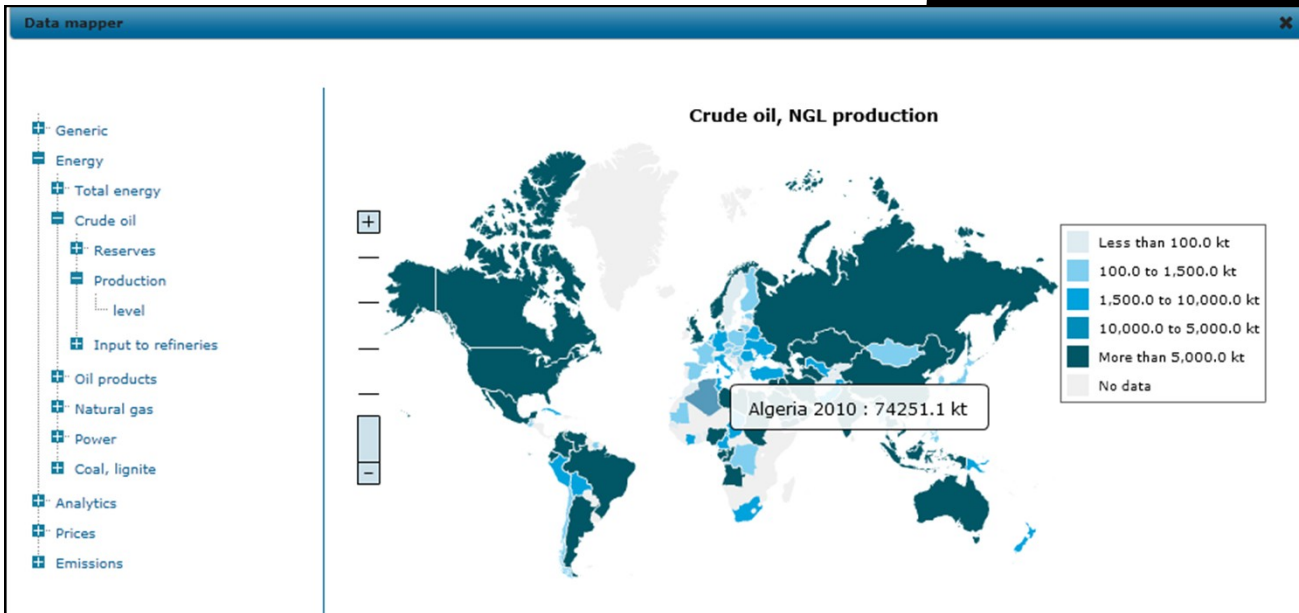 Data mapper
Generic
Energy
Total energy
Crude oil
Reserves
Production
level
Input to refineries
Oil products
Natural gas
Power
Coal, lignite
Analytics
Prices
Emissions
Crude oil, NGL production
Algeria 2010 : 74251.1 kt
Less than 100.0 kt
100.0 to 1,500.0 kt
1,500.0 to 10,000.0 kt
10,000.0 to 5,000.0 kt
More than 5,000.0 kt
No data